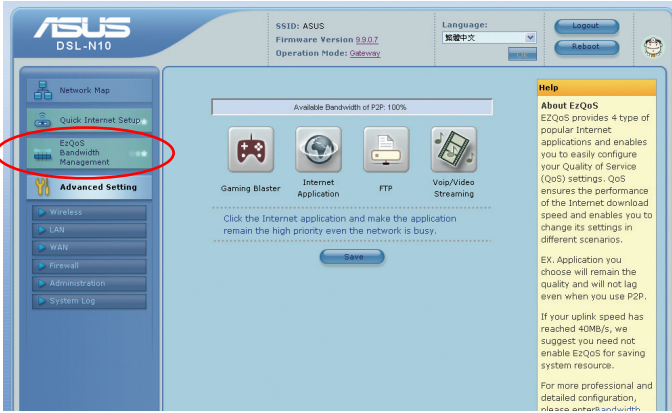 ASUS
DSL-N10
SSID: ASUS
Firmware Version 9.9.0.7
Operation Mode: Gateway
Language:
繁體中文
Logout
Reboot
Network Map
Quick Internet Setup
EzQoS
Bandwidth
Management
Advanced Setting
Wireless
LAN
WAN
Firewall
Administration
System Log
Available Bandwidth of P2P: 100%
Gaming Blaster
Internet
Application
FTP
Voip/Video
Streaming
Click the Internet application and make the application
remain the high priority even the network is busy.
Save
Help
About EzQoS
EZQoS provides 4 type of
popular Internet
applications and enables
you to easily configure
your Quality of Service
(QoS) settings. QoS
ensures the performance
of the Internet download
speed and enables you to
change its settings in
different scenarios.
EX. Application you
choose will remain the
quality and will not lag
even when you use P2P.
If your uplink speed has
reached 40MB/s, we
suggest you need not
enable EzQoS for saving
system resource.
For more professional and
detailed configuration,
please enterBandwidth